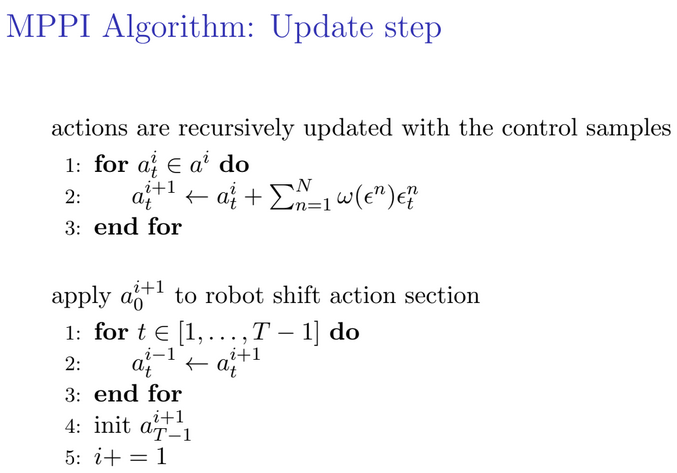 MPPI Algorithm: Update step
actions are recursively updated with the control samples
1: for $a_t^i \in a^i$ do
2: $a_t^{i+1} \leftarrow a_t^i + \sum_{n=1}^{N} \omega(\epsilon^n)\epsilon_t^n$
3: end for
apply $a_0^{i+1}$ to robot shift action section
1: for $t \in [1, \ldots, T-1]$ do
2: $a_t^{i-1} \leftarrow a_t^{i+1}$
3: end for
4: init $a_{T-1}^{i+1}$
5: $i+ = 1$